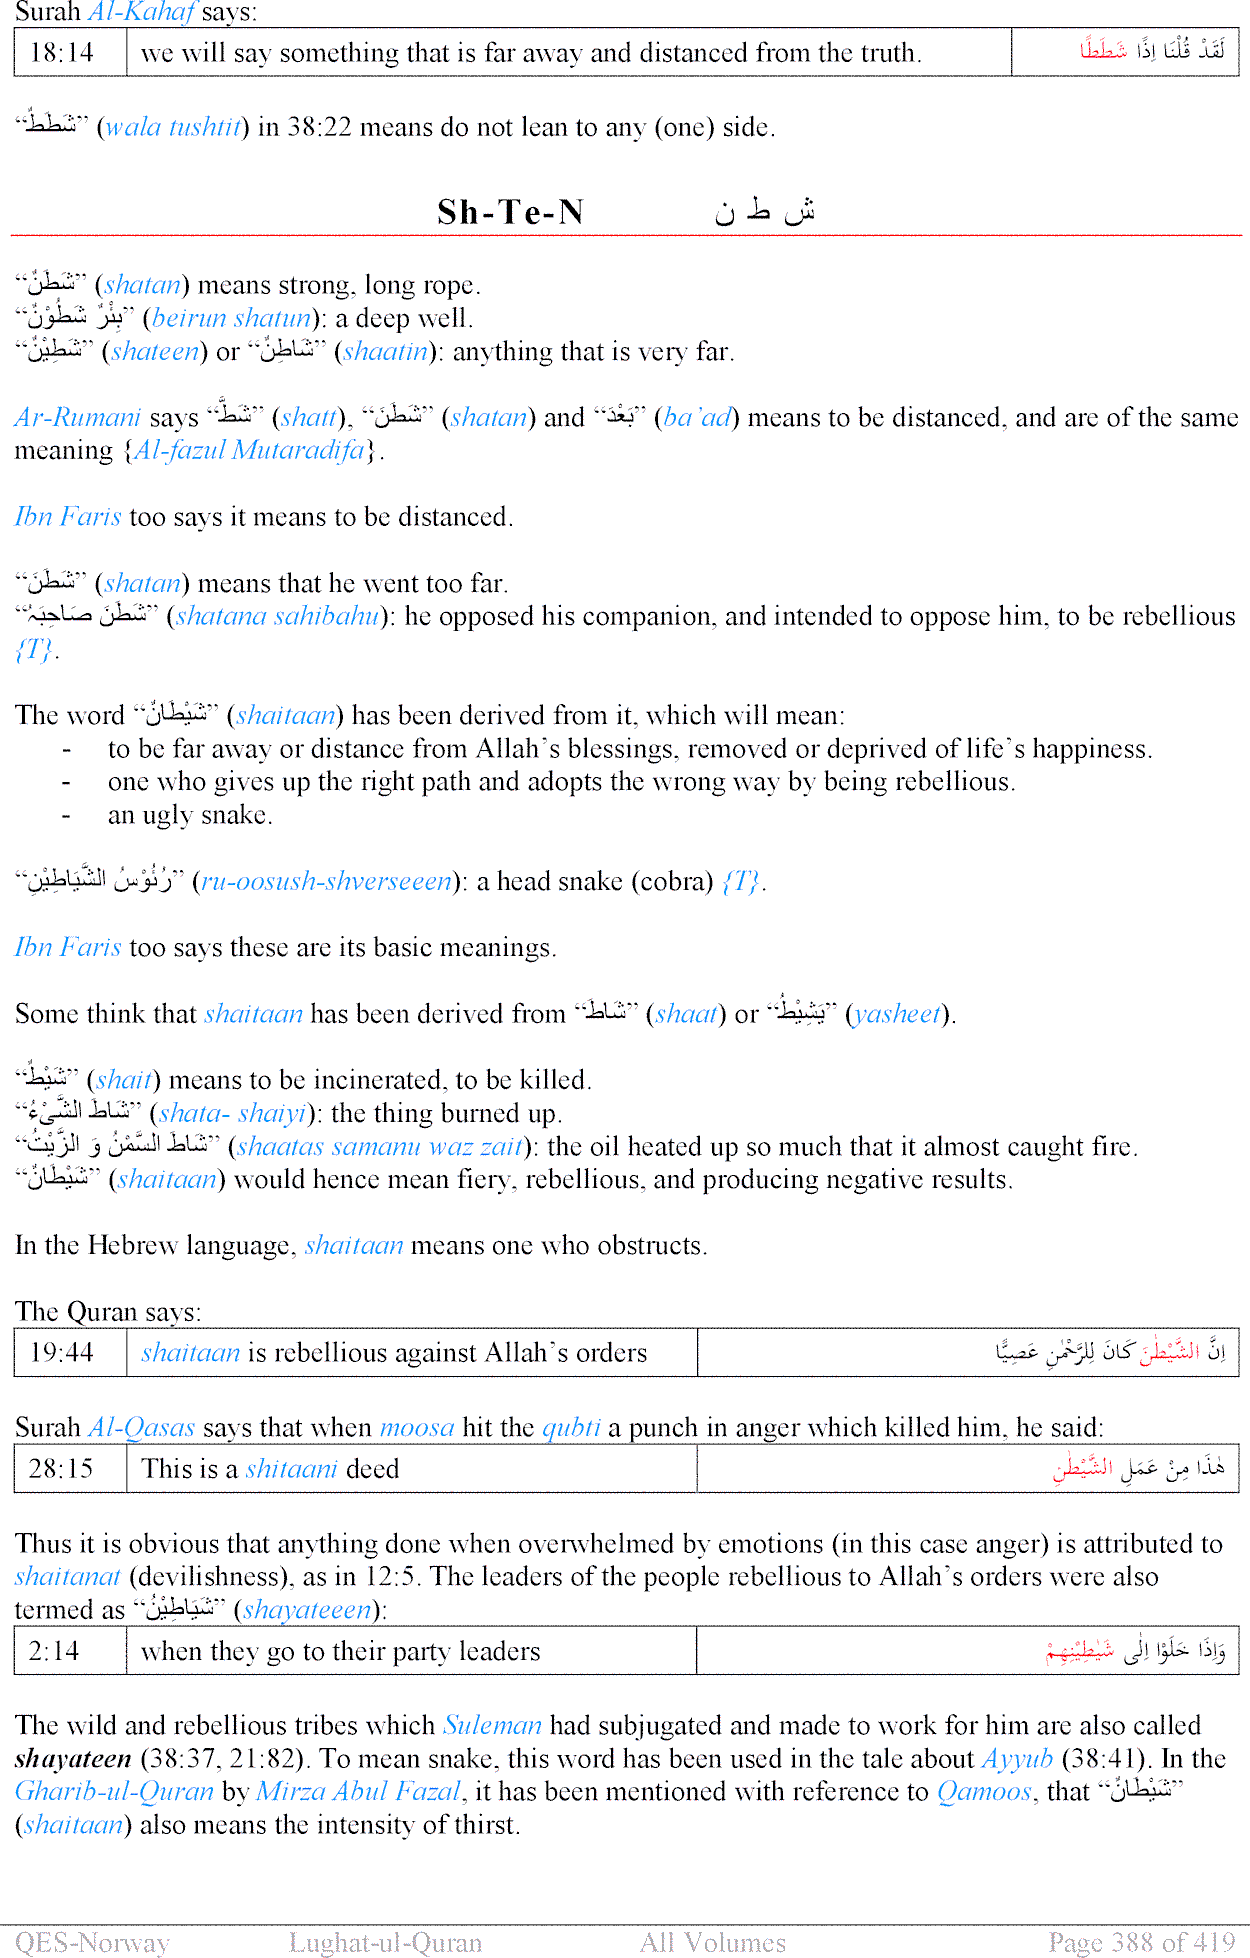 Surah Al-Kahaf says:
18:14 we will say something that is far away and distanced from the truth. لَقَدْ قُلْنَا اِذًا شَطَطًا
“شَطَطٌ” (wala tushtit) in 38:22 means do not lean to any (one) side.
Sh-Te-N ش ط ن
“شَطَنٌ” (shatan) means strong, long rope.
“بِئْرٌ شَطُوْنٌ” (beirun shatun): a deep well.
“شَطِيْنٌ” (shateen) or “شَاطِنٌ” (shaatin): anything that is very far.
Ar-Rumani says “شَطَّ” (shatt), “شَطَنَ” (shatan) and “بَعْدَ” (ba’ad) means to be distanced, and are of the same
meaning {Al-fazul Mutaradifa}.
Ibn Faris too says it means to be distanced.
“شَطَنَ” (shatan) means that he went too far.
“شَطَنَ صَاحِبَہُ” (shatana sahibahu): he opposed his companion, and intended to oppose him, to be rebellious
{T}.
The word “شَيْطَانٌ” (shaitaan) has been derived from it, which will mean:
- to be far away or distance from Allah’s blessings, removed or deprived of life’s happiness.
- one who gives up the right path and adopts the wrong way by being rebellious.
- an ugly snake.
“رُئُوْسُ الشَّيَاطِيْنِ” (ru-oosush-shverseeen): a head snake (cobra) {T}.
Ibn Faris too says these are its basic meanings.
Some think that shaitaan has been derived from “شَاطَ” (shaat) or “يَشِيْطُ” (yasheet).
“شَيْطٌ” (shait) means to be incinerated, to be killed.
“شَاطَ الشَّیْءُ” (shata- shaiyi): the thing burned up.
“شَاطَ السَّمْنُ وَ الزَّيْتُ” (shaatas samanu waz zait): the oil heated up so much that it almost caught fire.
“شَيْطَانٌ” (shaitaan) would hence mean fiery, rebellious, and producing negative results.
In the Hebrew language, shaitaan means one who obstructs.
The Quran says:
19:44 shaitaan is rebellious against Allah’s orders اِنَّ الشَّيْطٰنَ كَانَ لِلرَّحْمٰنِ عَصِيًّا
Surah Al-Qasas says that when moosa hit the qubti a punch in anger which killed him, he said:
28:15 This is a shitaani deed هٰذَا مِنْ عَمَلِ الشَّيْطٰنِ
Thus it is obvious that anything done when overwhelmed by emotions (in this case anger) is attributed to
shaitanat (devilishness), as in 12:5. The leaders of the people rebellious to Allah’s orders were also
termed as “شَيَاطِيْنُ” (shayateeen):
2:14 when they go to their party leaders وَاِذَا خَلَوْا اِلٰى شَيٰطِيْنِهِمْ
The wild and rebellious tribes which Suleman had subjugated and made to work for him are also called
shayateen (38:37, 21:82). To mean snake, this word has been used in the tale about Ayyub (38:41). In the
Gharib-ul-Quran by Mirza Abul Fazal, it has been mentioned with reference to Qamoos, that “شَيْطَانٌ”
(shaitaan) also means the intensity of thirst.
QES-Norway Lughat-ul-Quran All Volumes Page 388 of 419